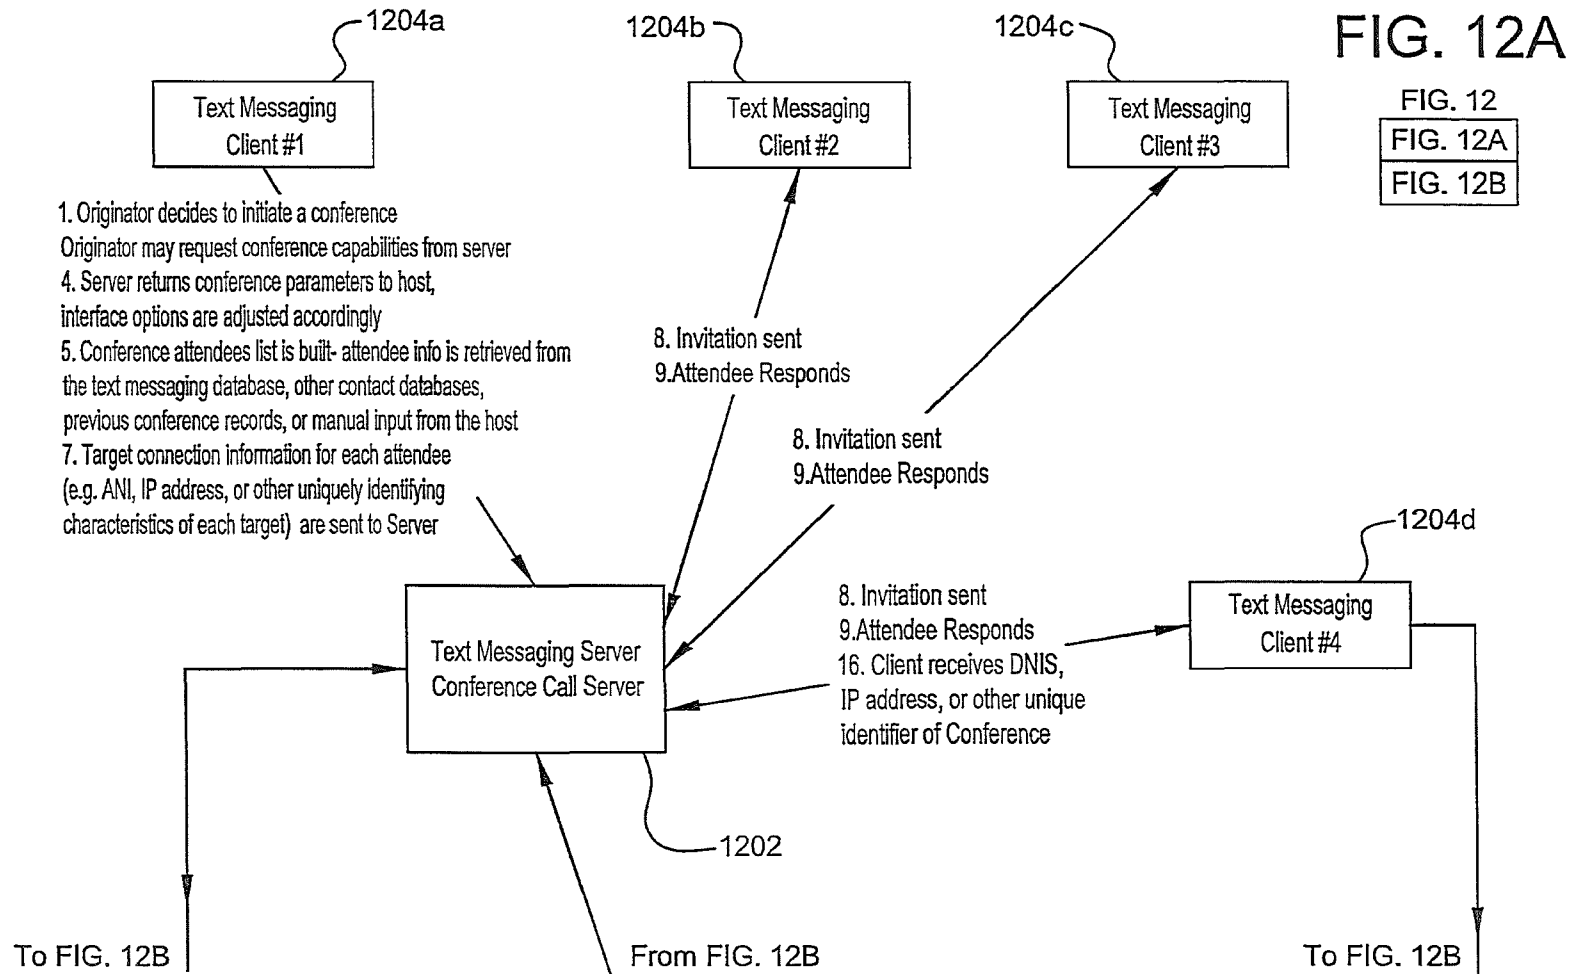 1204a
1204b
1204c
FIG. 12A
Text Messaging
Client #1
Text Messaging
Client #2
Text Messaging
Client #3
FIG. 12
FIG. 12A
FIG. 12B
1. Originator decides to initiate a conference
Originator may request conference capabilities from server
4. Server returns conference parameters to host,
interface options are adjusted accordingly
5. Conference attendees list is built- attendee info is retrieved from
the text messaging database, other contact databases,
previous conference records, or manual input from the host
7. Target connection information for each attendee
(e.g. ANI, IP address, or other uniquely identifying
characteristics of each target) are sent to Server
8. Invitation sent
9.Attendee Responds
8. Invitation sent
9.Attendee Responds
8. Invitation sent
9.Attendee Responds
16. Client receives DNIS,
IP address, or other unique
identifier of Conference
1204d
Text Messaging
Client #4
Text Messaging Server
Conference Call Server
1202
To FIG. 12B
From FIG. 12B
To FIG. 12B